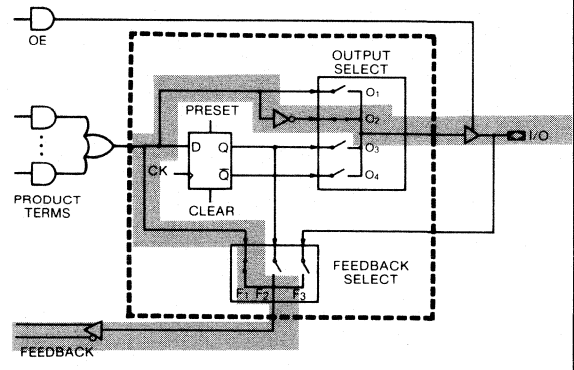 OE
OUTPUT
SELECT
O1
O2
PRESET
I/O
D Q
O3
CK
Q
O4
PRODUCT
TERMS
CLEAR
FEEDBACK
SELECT
F1 F2 F3
FEEDBACK